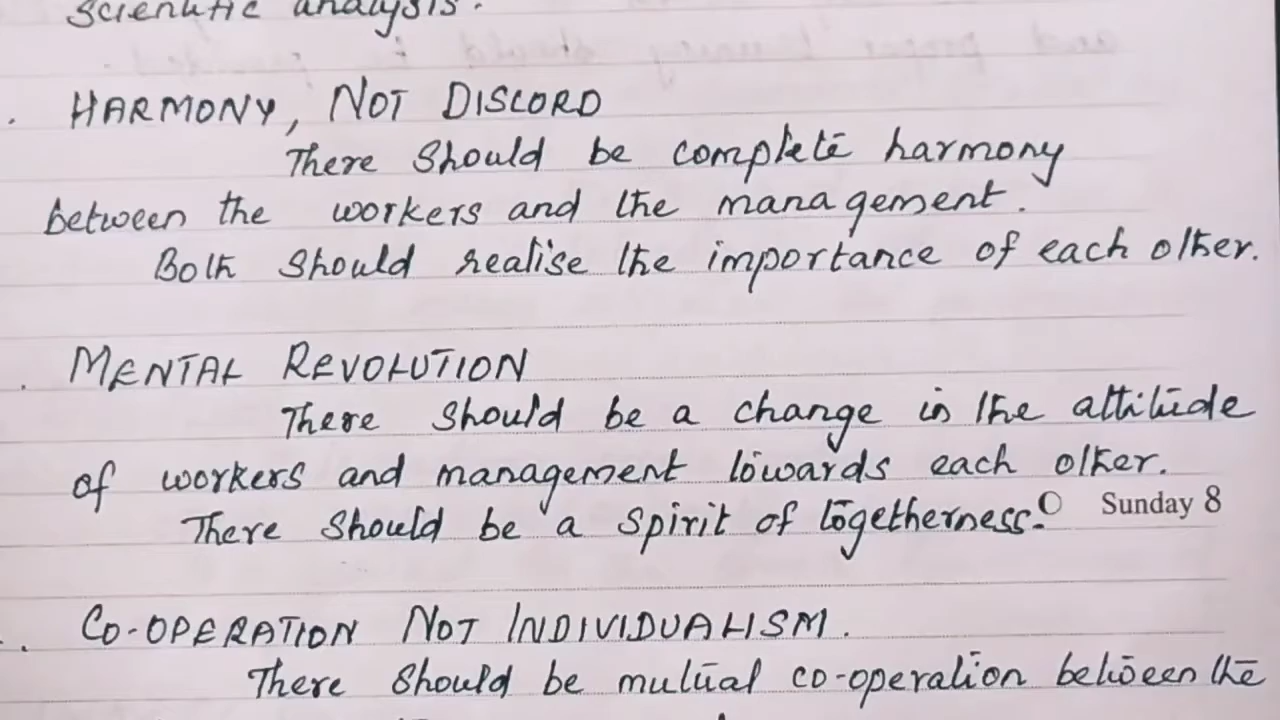 scientific analysis.
. HARMONY, NOT DISCORD
There should be complete harmony
between the workers and the management.
Both should realise the importance of each other.
. MENTAL REVOLUTION
There should be a change in the attitude
of workers and management towards each other.
There should be a spirit of togetherness. Sunday 8
. CO-OPERATION NOT INDIVIDUALISM.
There should be mutual co-operation between the